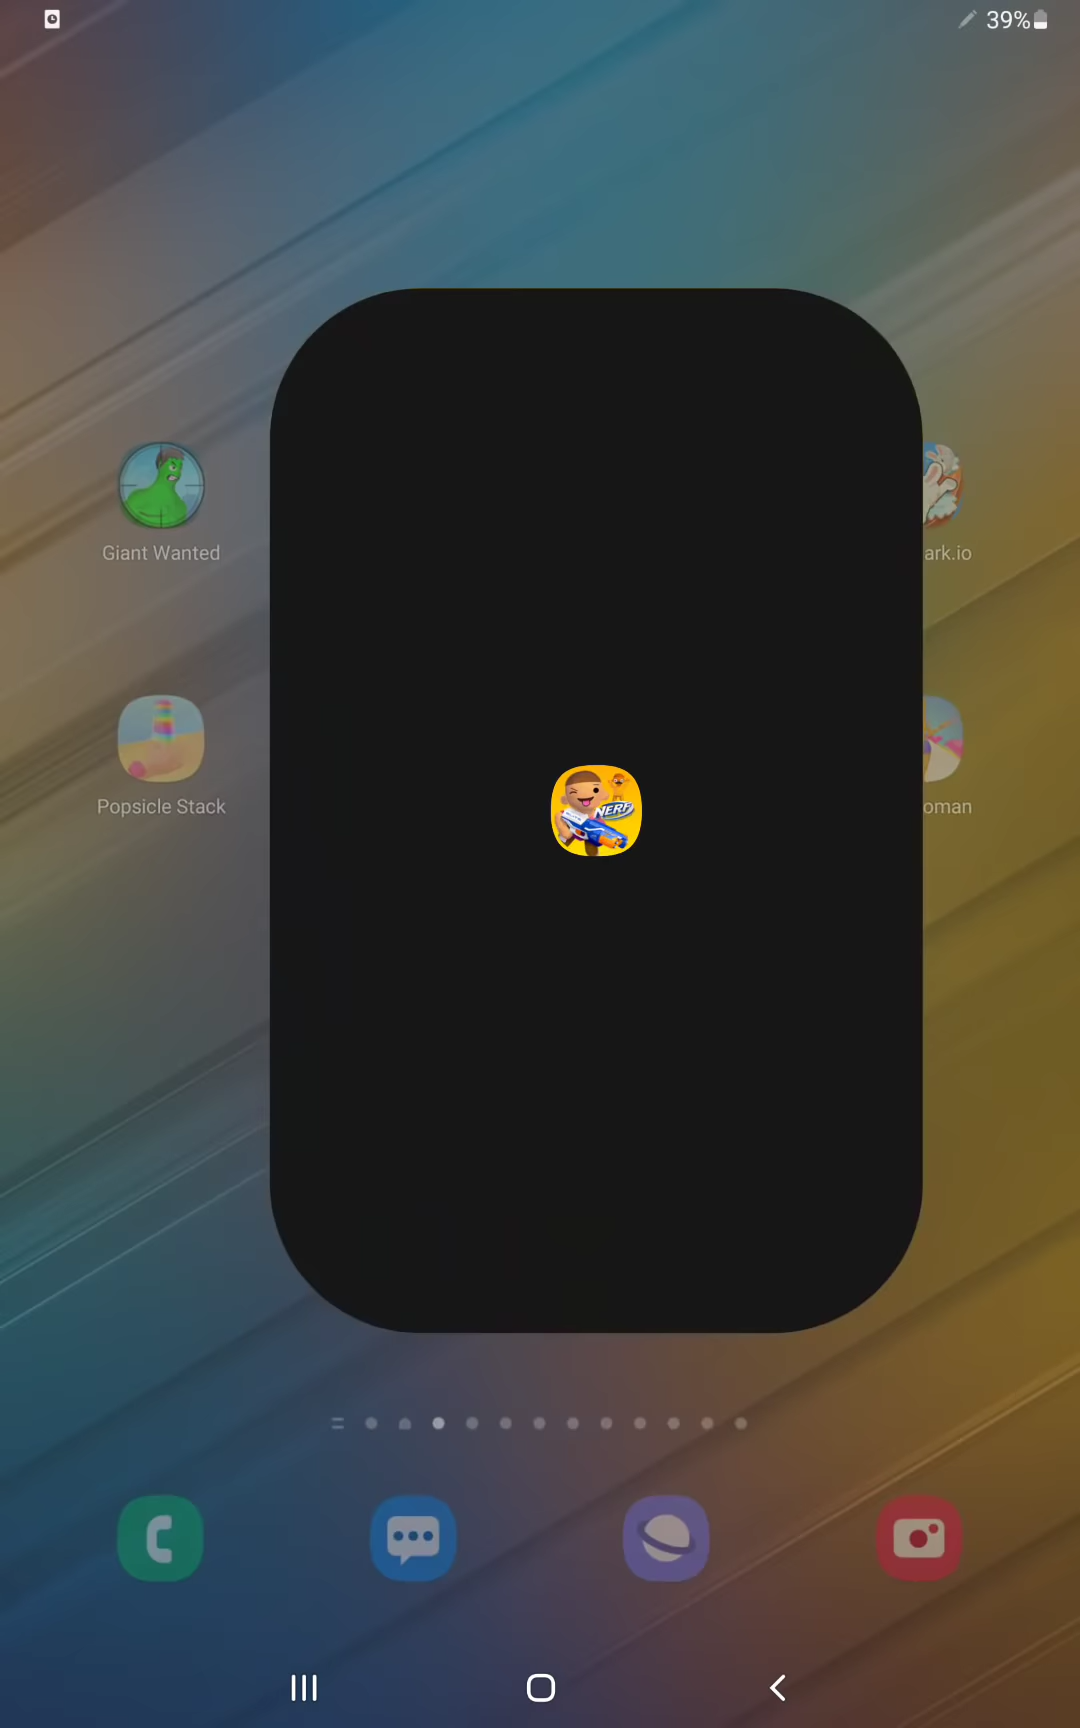 39%
Giant Wanted
ark.io
NERF
Popsicle Stack
oman